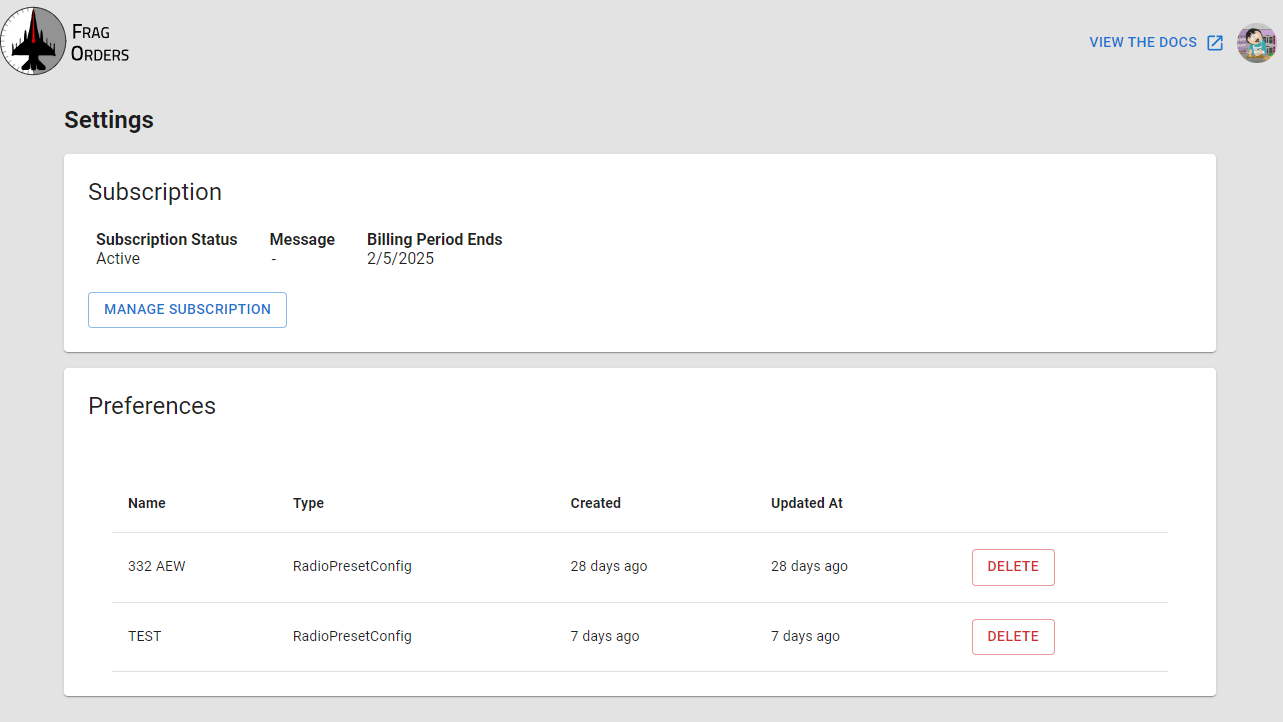 Frag
Orders
VIEW THE DOCS
Settings
Subscription
Subscription Status Message Billing Period Ends
Active - 2/5/2025
MANAGE SUBSCRIPTION
Preferences
Name Type Created Updated At
332 AEW RadioPresetConfig 28 days ago 28 days ago DELETE
TEST RadioPresetConfig 7 days ago 7 days ago DELETE